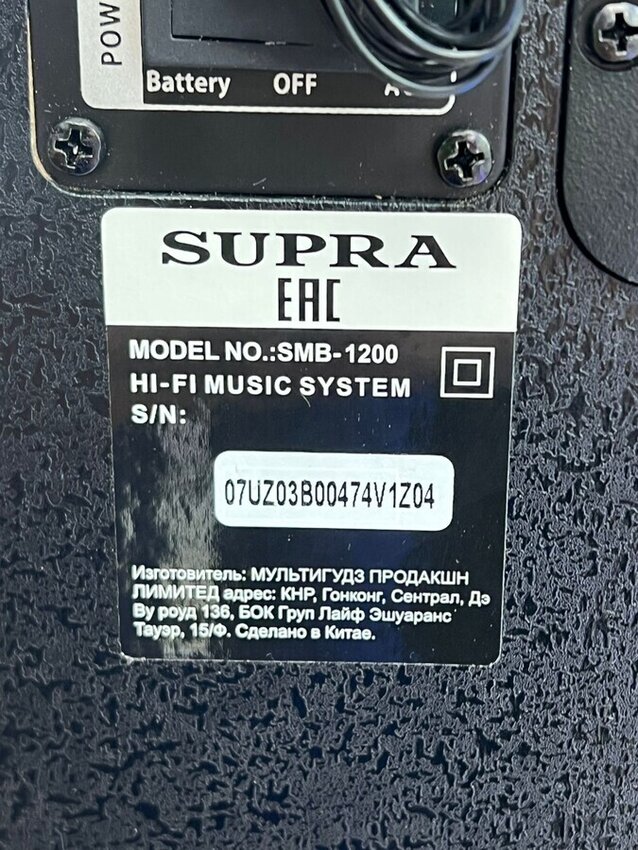 POW
Battery OFF
SUPRA
EAC
MODEL NO.:SMB-1200
HI-FI MUSIC SYSTEM
S/N:
07UZ03B00474V1Z04
Изготовитель: МУЛЬТИГУДЗ ПРОДАКШН
ЛИМИТЕД адрес: КНР, Гонконг, Сентрал, Дэ
Ву роуд 136, БОК Груп Лайф Эшуаранс
Тауэр, 15/Ф. Сделано в Китае.